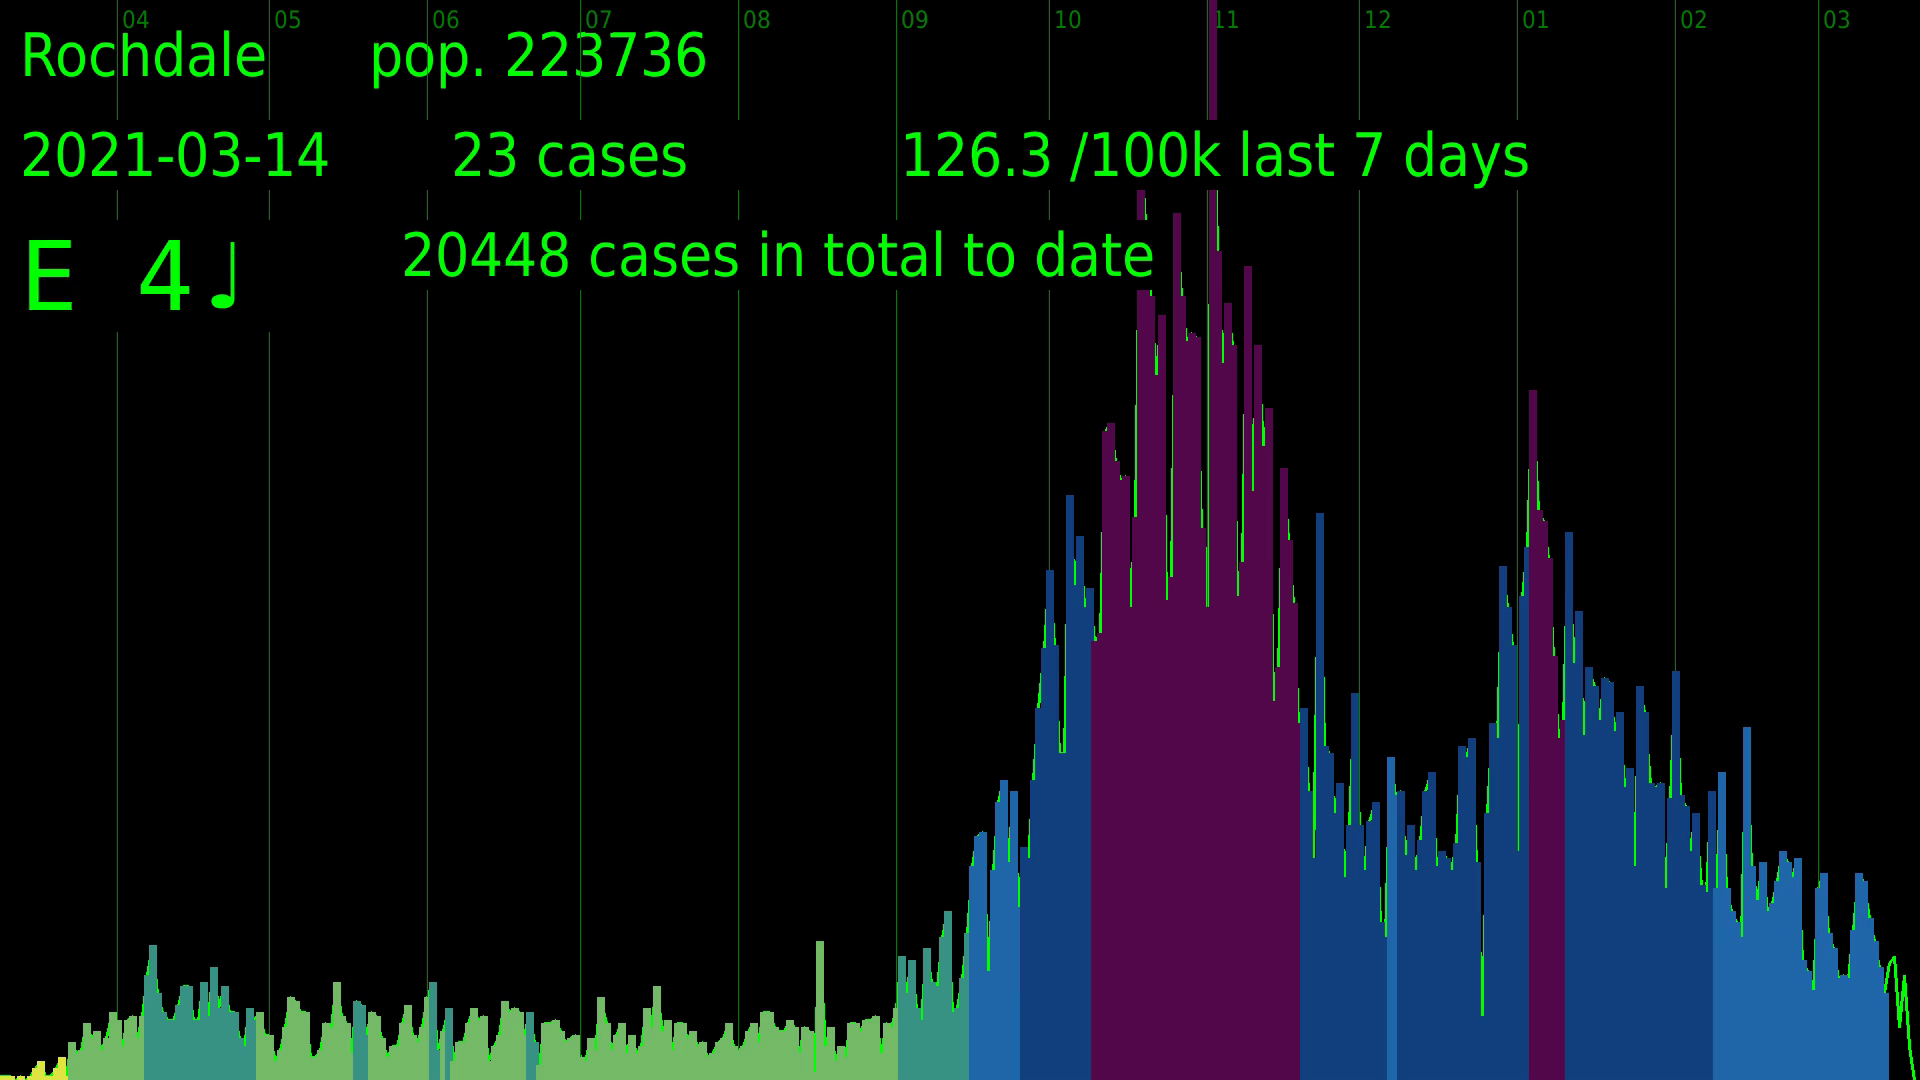 04 05 06 07 08 09 10 11 12 01 02 03
Rochdale pop. 223736
2021-03-14 23 cases 126.3 /100k last 7 days
E 4♩ 20448 cases in total to date